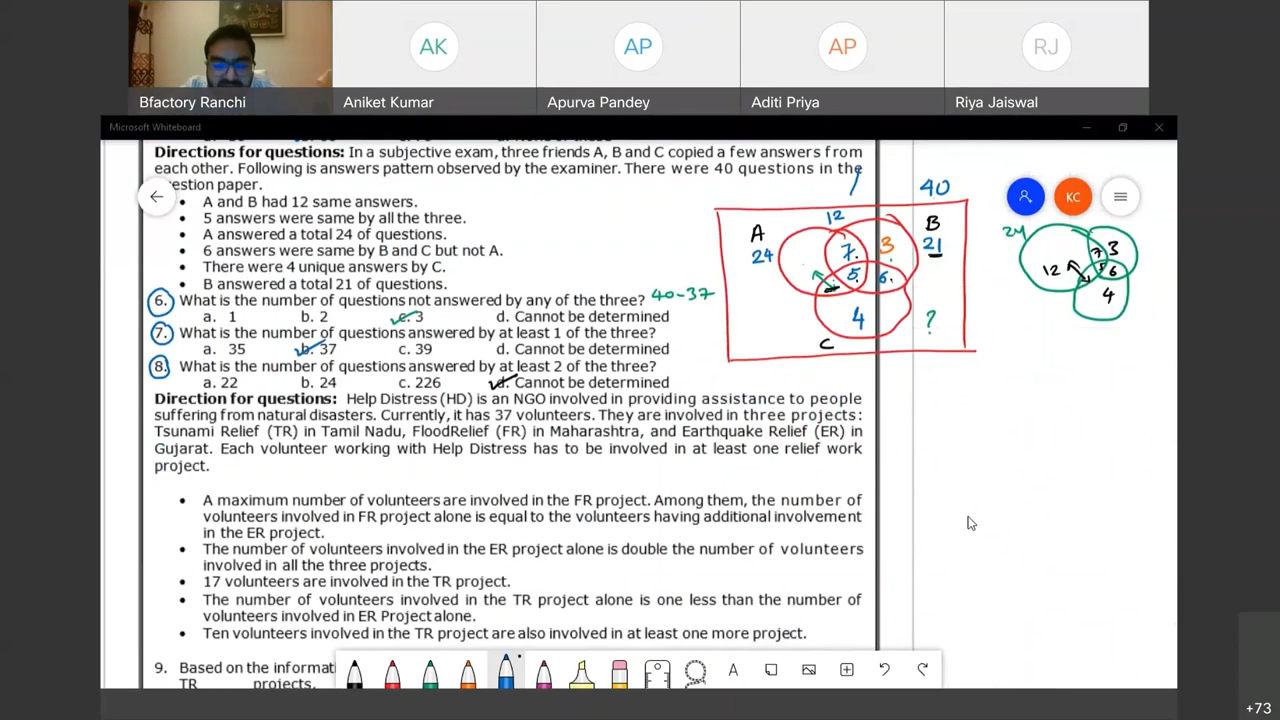 AK
AP
AP
RJ
Bfactory Ranchi
Aniket Kumar
Apurva Pandey
Aditi Priya
Riya Jaiswal
Microsoft Whiteboard
Directions for questions: In a subjective exam, three friends A, B and C copied a few answers from
each other. Following is answers pattern observed by the examiner. There were 40 questions in the
question paper.
• A and B had 12 same answers.
• 5 answers were same by all the three.
• A answered a total 24 questions.
• 6 answers were same by B and C but not A.
• There were 4 unique answers by C.
• B answered a total 21 questions.
6. What is the number of questions not answered by any of the three? 40-37
a. 1 b. 2 c. 3 d. Cannot be determined
7. What is the number of questions answered by at least 1 of the three?
a. 35 b. 37 c. 39 d. Cannot be determined
8. What is the number of questions answered by at least 2 of the three?
a. 22 b. 24 c. 226 d. Cannot be determined
40
12
A
24
B
21
7
3
5
6
4
?
C
KC
24
3
7
12
5
6
4
Direction for questions: Help Distress (HD) is an NGO involved in providing assistance to people
suffering from natural disasters. Currently, it has 37 volunteers. They are involved in three projects:
Tsunami Relief (TR) in Tamil Nadu, FloodRelief (FR) in Maharashtra, and Earthquake Relief (ER) in
Gujarat. Each volunteer working with Help Distress has to be involved in at least one relief work
project.
• A maximum number of volunteers are involved in the FR project. Among them, the number of
volunteers involved in FR project alone is equal to the volunteers having additional involvement
in the ER project.
• The number of volunteers involved in the ER project alone is double the number of volunteers
involved in all the three projects.
• 17 volunteers are involved in the TR project.
• The number of volunteers involved in the TR project alone is one less than the number of
volunteers involved in ER Project alone.
• Ten volunteers involved in the TR project are also involved in at least one more project.
9. Based on the informat
TR projects.
A
+73